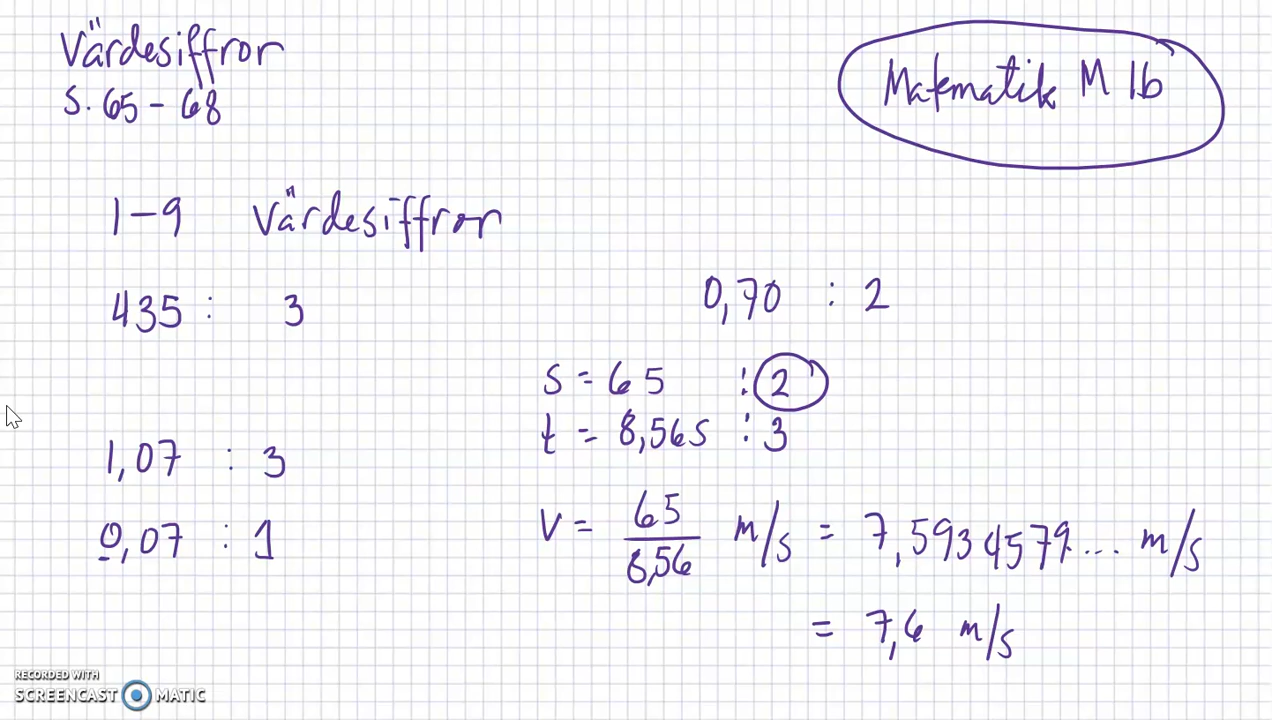 Värdesiffror
s. 65 - 68
Matematik M 1b
1-9 Värdesiffror
435 : 3
0,70 : 2
s = 65 : 2
t = 8,56 s : 3
1,07 : 3
0,07 : 1
v = 65/8,56 m/s = 7,5934579... m/s
= 7,6 m/s
RECORDED WITH
SCREENCAST MATIC